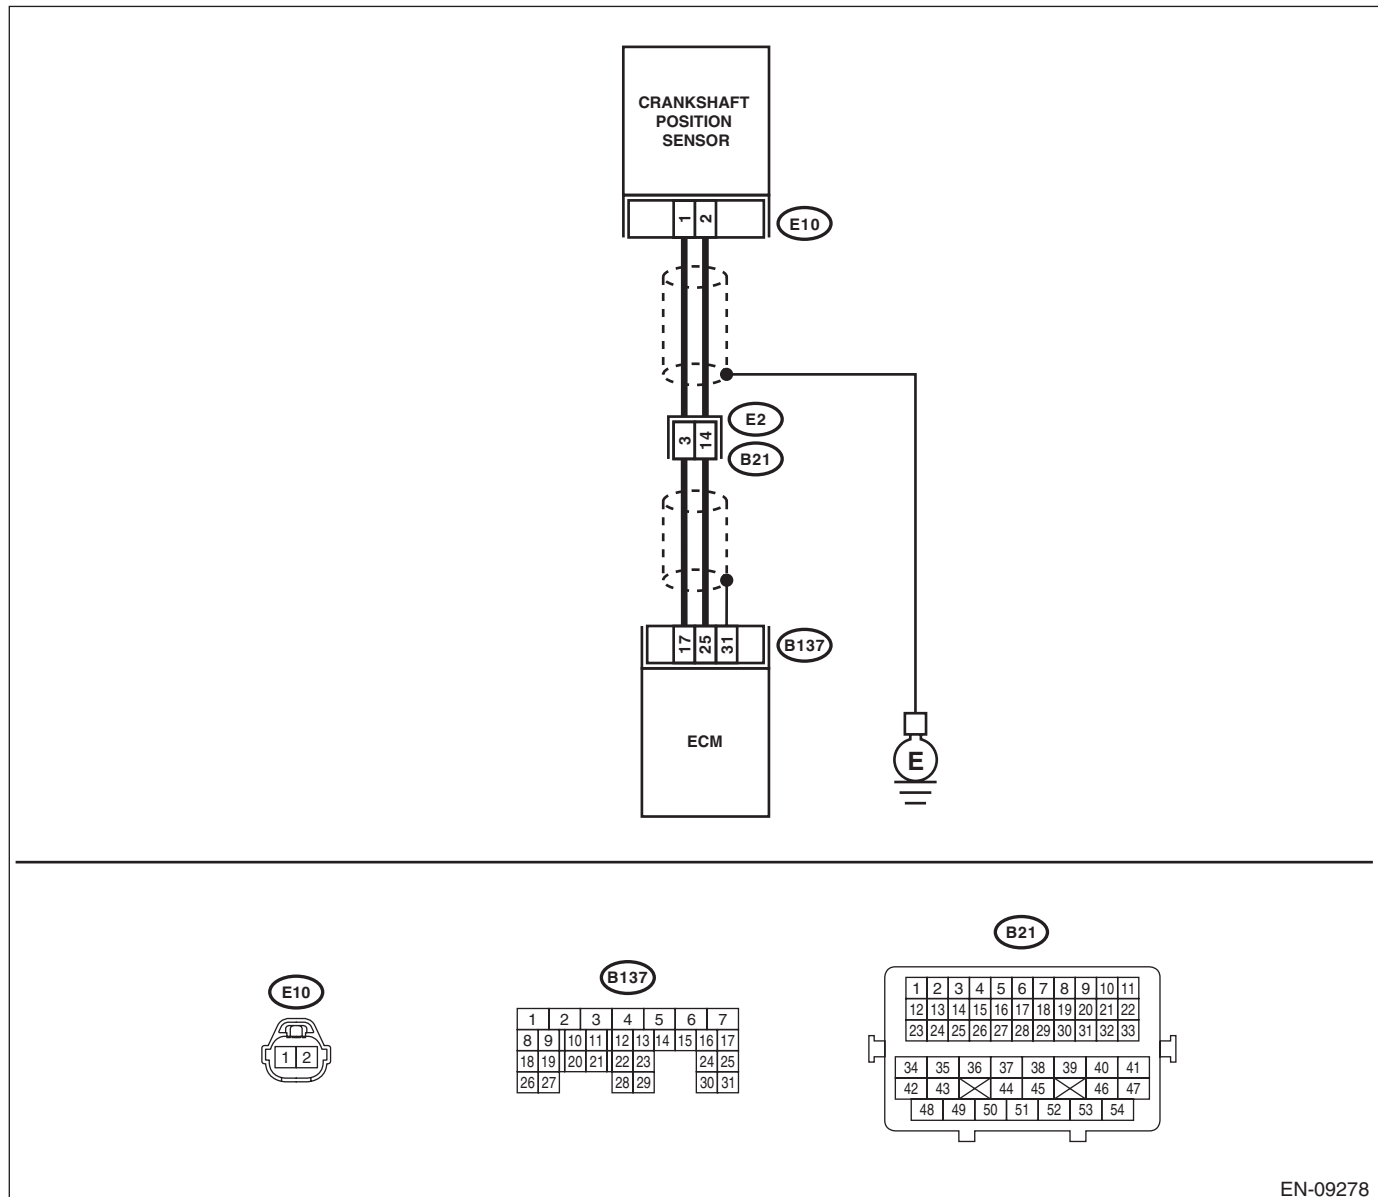 CRANKSHAFT
POSITION
SENSOR
1 2
E10
E2
3 14
B21
17 25 31
B137
ECM
E
B21
B137
E10
1 2 3 4 5 6 7 8 9 10 11
12 13 14 15 16 17 18 19 20 21 22
23 24 25 26 27 28 29 30 31 32 33
34 35 36 37 38 39 40 41
42 43 44 45 46 47
48 49 50 51 52 53 54
1 2 3 4 5 6 7
8 9 10 11 12 13 14 15 16 17
18 19 20 21 22 23 24 25
26 27 28 29 30 31
1 2
EN-09278